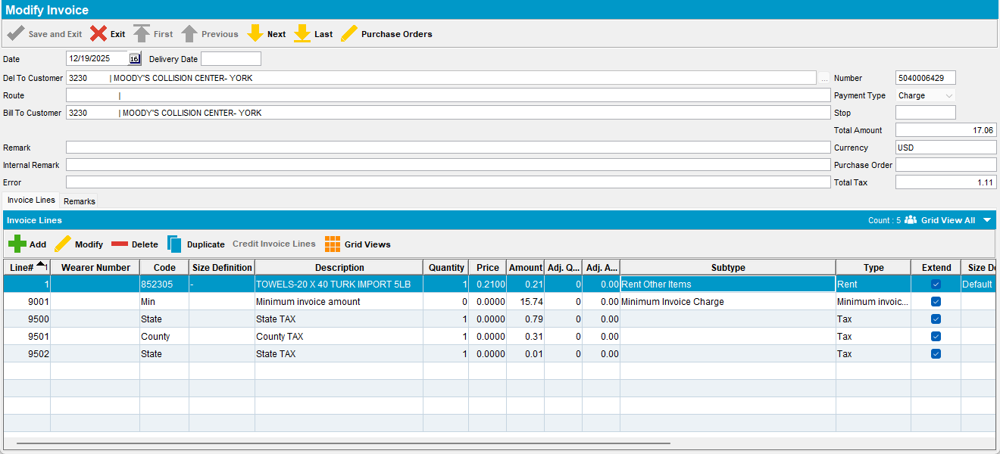 Modify Invoice
Save and Exit Exit First Previous Next Last Purchase Orders
Date 12/19/2025 16 Delivery Date
Del To Customer 3230 | MOODY'S COLLISION CENTER- YORK ... Number 5040006429
Route | Payment Type Charge
Bill To Customer 3230 | MOODY'S COLLISION CENTER- YORK Stop
Total Amount 17.06
Remark Currency USD
Internal Remark Purchase Order
Error Total Tax 1.11
Invoice Lines Remarks
Invoice Lines Count : 5 Grid View All
Add Modify Delete Duplicate Credit Invoice Lines Grid Views
Line# 1 Wearer Number Code Size Definition Description Quantity Price Amount Adj. Q... Adj. A... Subtype Type Extend Size De
1 852305 - TOWELS-20 X 40 TURK IMPORT 5LB 1 0.2100 0.21 0 0.00 Rent Other Items Rent Default
9001 Min Minimum invoice amount 0 0.0000 15.74 0 0.00 Minimum Invoice Charge Minimum invoic...
9500 State State TAX 1 0.0000 0.79 0 0.00 Tax
9501 County County TAX 1 0.0000 0.31 0 0.00 Tax
9502 State State TAX 1 0.0000 0.01 0 0.00 Tax